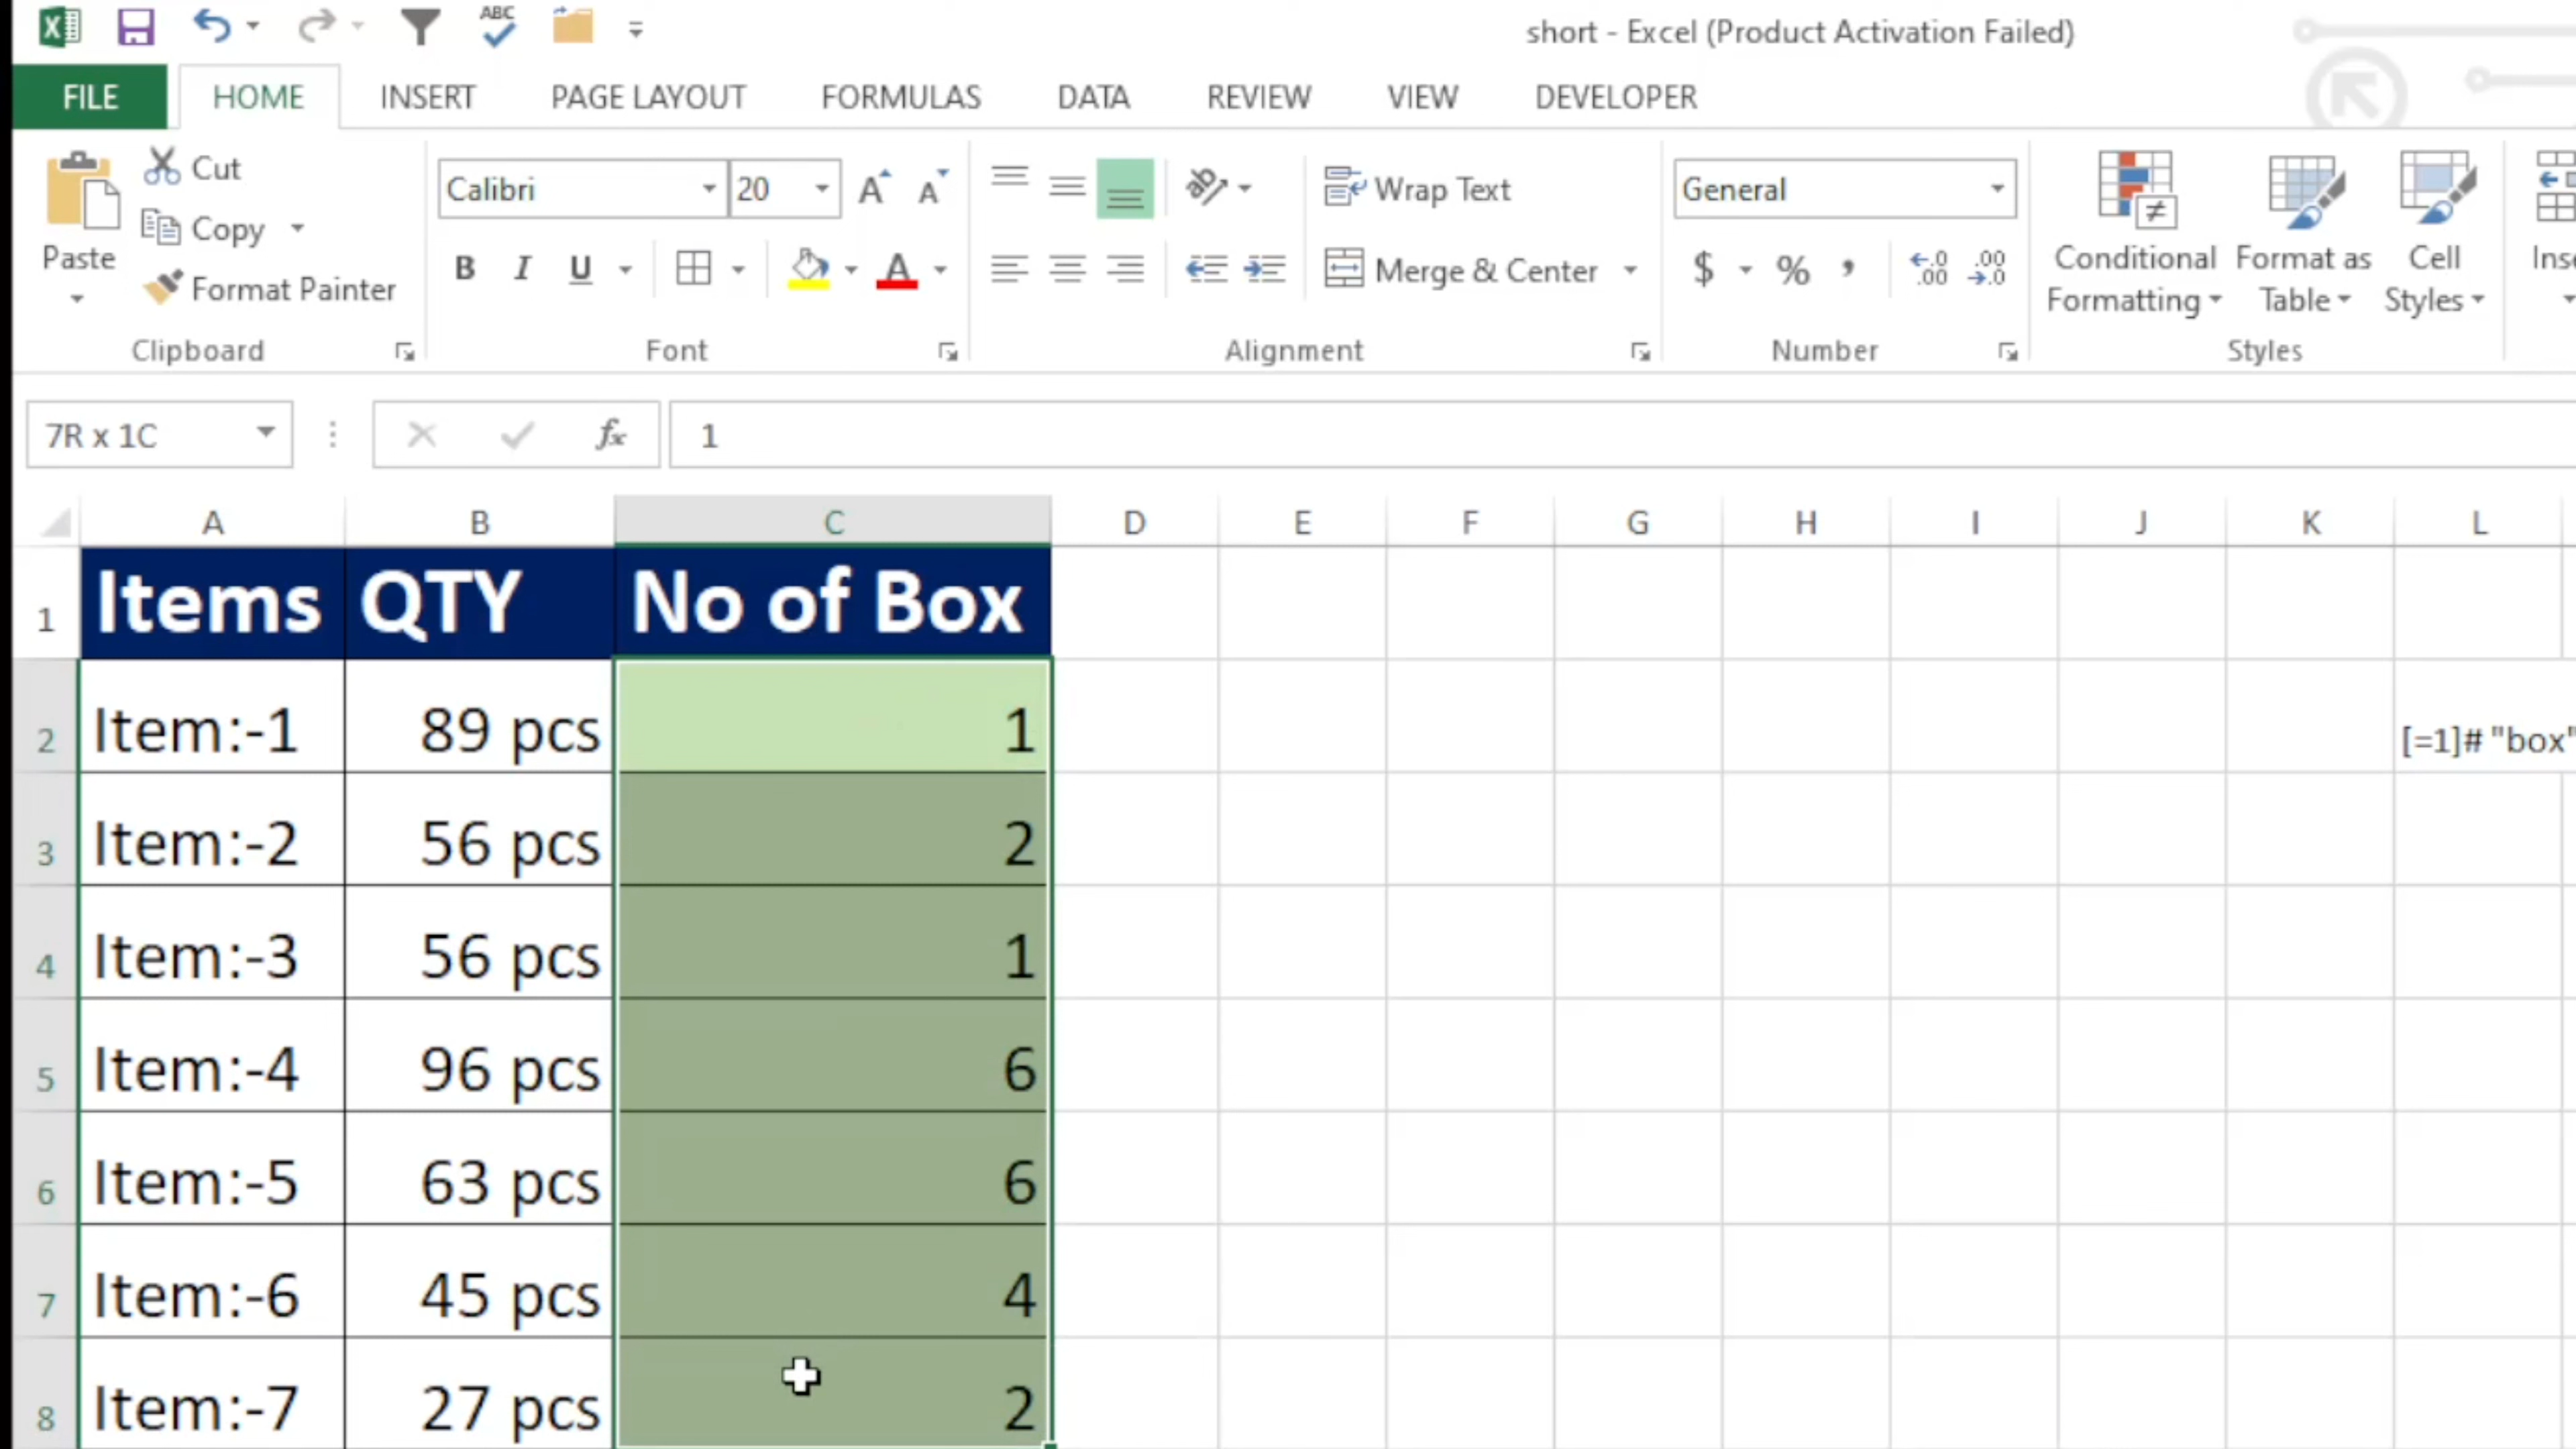 ABC
short - Excel (Product Activation Failed)
FILE HOME INSERT PAGE LAYOUT FORMULAS DATA REVIEW VIEW DEVELOPER
Paste
Cut
Copy
Format Painter
Clipboard
Calibri 20
B I U A
Font
Wrap Text
Merge & Center
Alignment
General
$ % ,
Number
Conditional Formatting
Format as Table
Cell Styles
Styles
7R x 1C fx 1
A B C D E F G H I J K L
1 Items QTY No of Box
2 Item:-1 89 pcs 1 [=1]# "box"
3 Item:-2 56 pcs 2
4 Item:-3 56 pcs 1
5 Item:-4 96 pcs 6
6 Item:-5 63 pcs 6
7 Item:-6 45 pcs 4
8 Item:-7 27 pcs 2